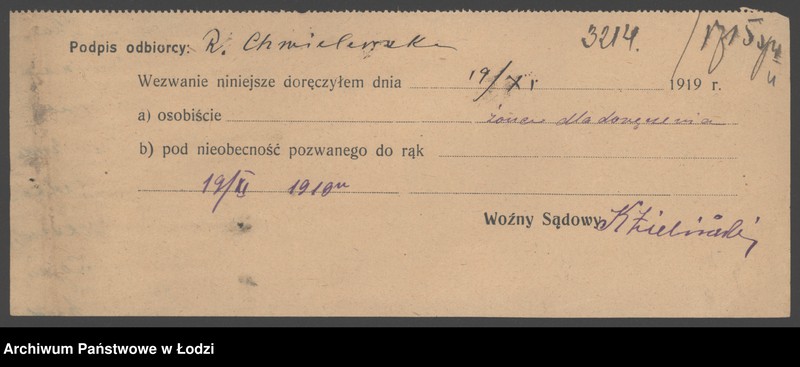 Podpis odbiorcy: R. Chmielewska 3214.
Wezwanie niniejsze doręczyłem dnia 19/XI 1919 r.
a) osobiście żonie dla doręczenia
b) pod nieobecność pozwanego do rąk
19/XI 1919
Woźny Sądowy KZieliński
Archiwum Państwowe w Łodzi